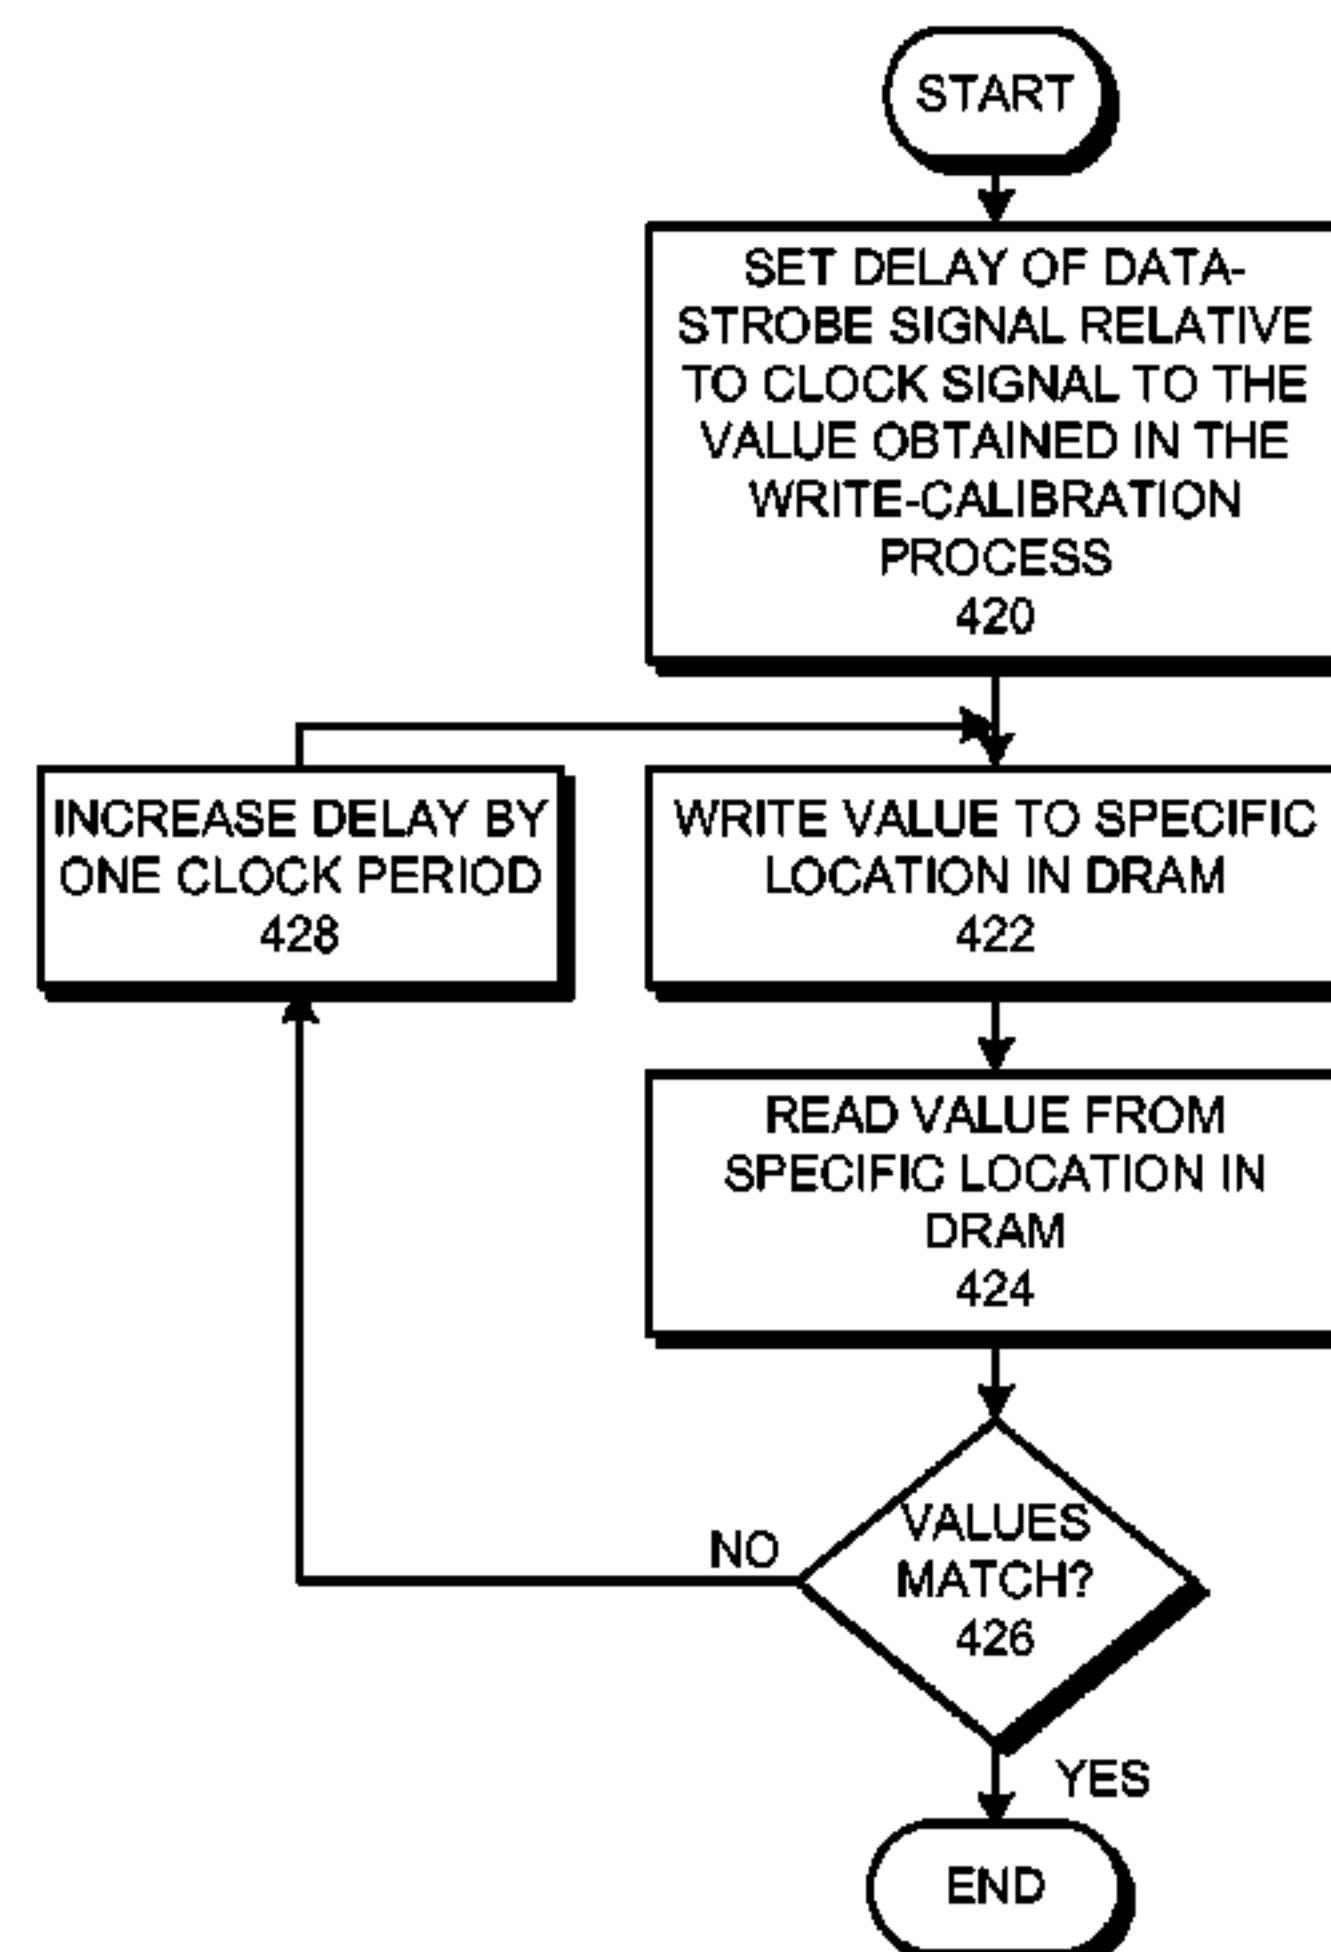 START
SET DELAY OF DATA-
STROBE SIGNAL RELATIVE
TO CLOCK SIGNAL TO THE
VALUE OBTAINED IN THE
WRITE-CALIBRATION
PROCESS
420
INCREASE DELAY BY
ONE CLOCK PERIOD
428
WRITE VALUE TO SPECIFIC
LOCATION IN DRAM
422
READ VALUE FROM
SPECIFIC LOCATION IN
DRAM
424
NO
VALUES
MATCH?
426
YES
END